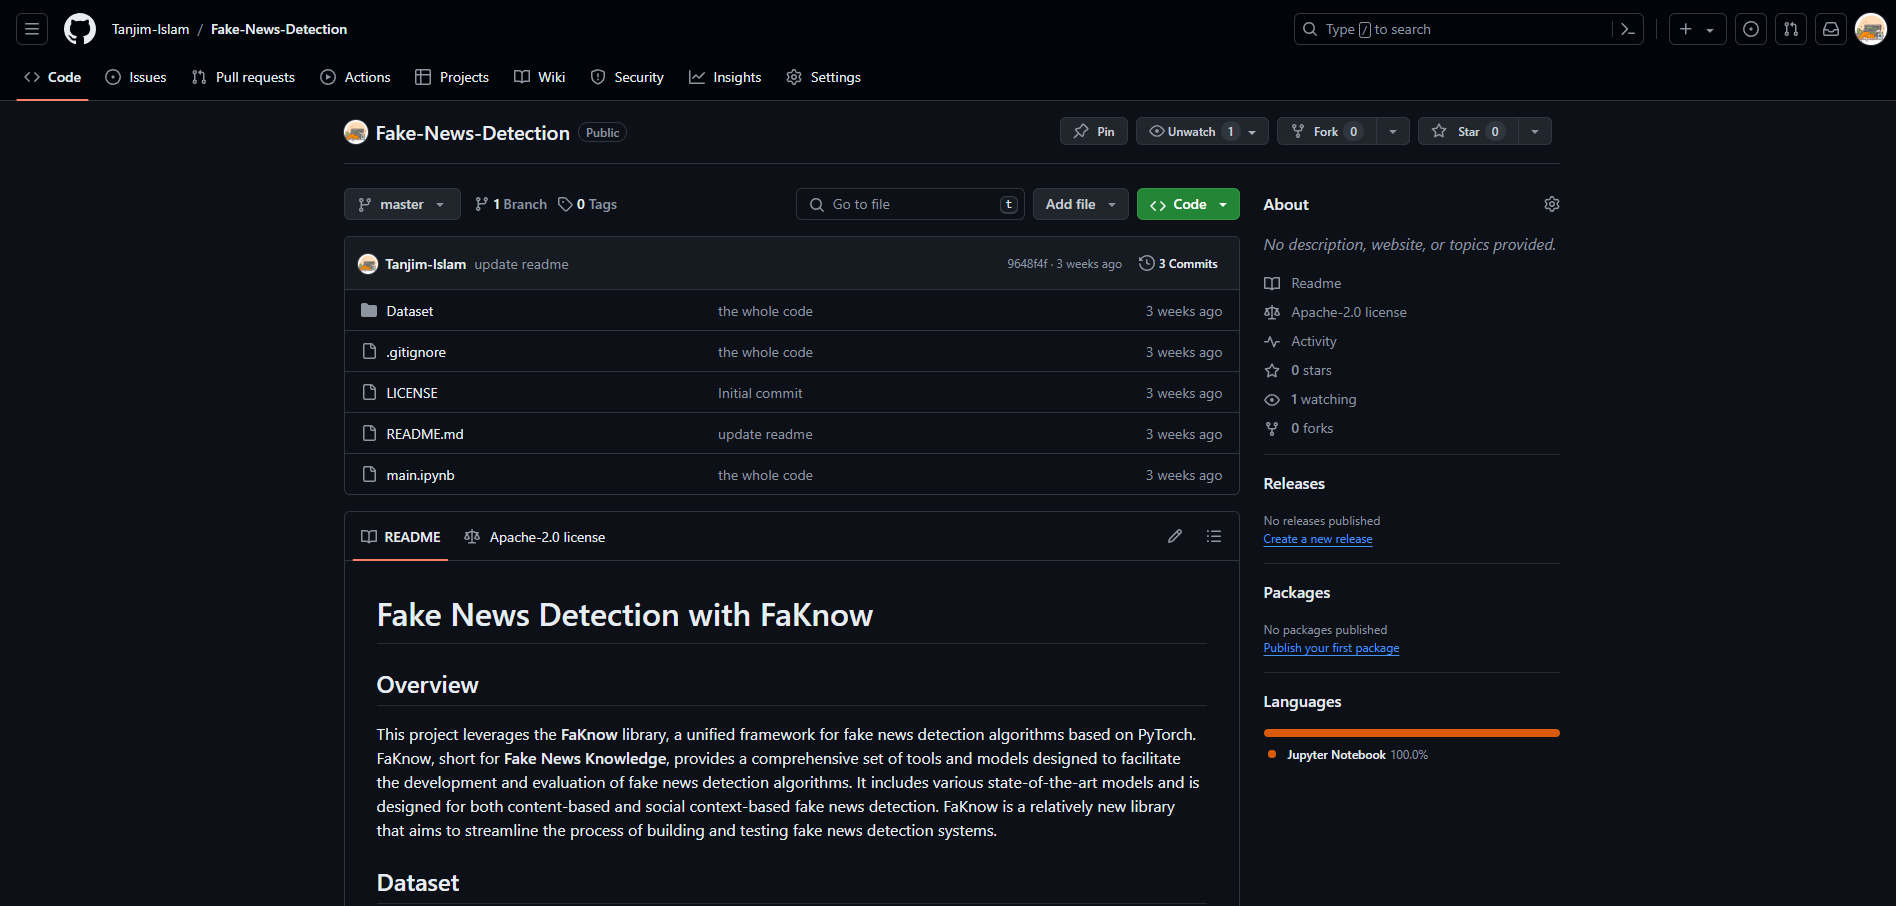 Tanjim-Islam / Fake-News-Detection
Type / to search
Code Issues Pull requests Actions Projects Wiki Security Insights Settings
Fake-News-Detection Public
Pin Unwatch 1 Fork 0 Star 0
master 1 Branch 0 Tags Go to file t Add file Code
Tanjim-Islam update readme 9648f4f · 3 weeks ago 3 Commits
Dataset the whole code 3 weeks ago
.gitignore the whole code 3 weeks ago
LICENSE Initial commit 3 weeks ago
README.md update readme 3 weeks ago
main.ipynb the whole code 3 weeks ago
README Apache-2.0 license
Fake News Detection with FaKnow
Overview
This project leverages the FaKnow library, a unified framework for fake news detection algorithms based on PyTorch.
FaKnow, short for Fake News Knowledge, provides a comprehensive set of tools and models designed to facilitate
the development and evaluation of fake news detection algorithms. It includes various state-of-the-art models and is
designed for both content-based and social context-based fake news detection. FaKnow is a relatively new library
that aims to streamline the process of building and testing fake news detection systems.
Dataset
About
No description, website, or topics provided.
Readme
Apache-2.0 license
Activity
0 stars
1 watching
0 forks
Releases
No releases published
Create a new release
Packages
No packages published
Publish your first package
Languages
Jupyter Notebook 100.0%